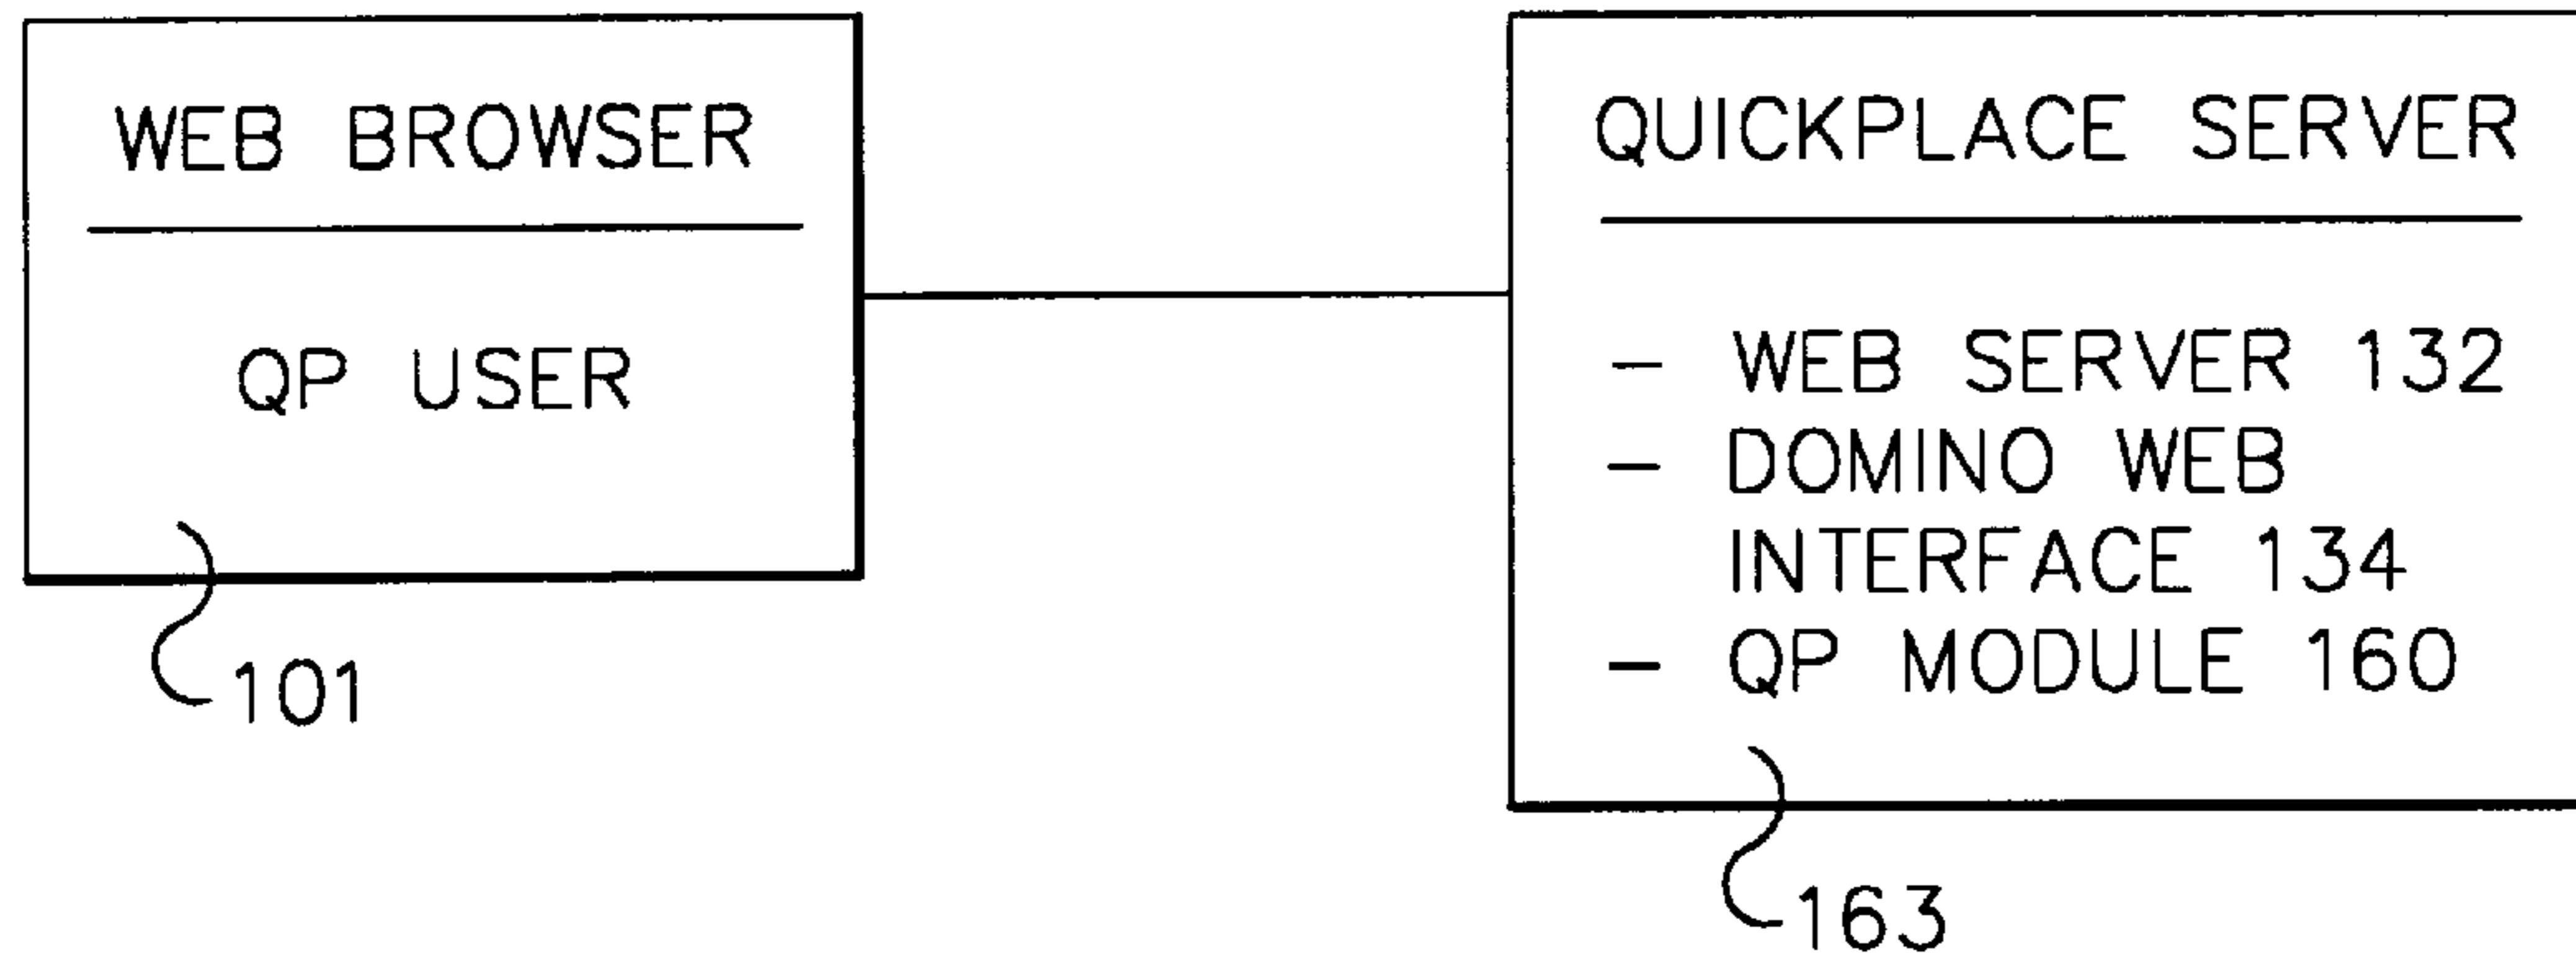 WEB BROWSER
QP USER
101
QUICKPLACE SERVER
– WEB SERVER 132
– DOMINO WEB
INTERFACE 134
– QP MODULE 160
163